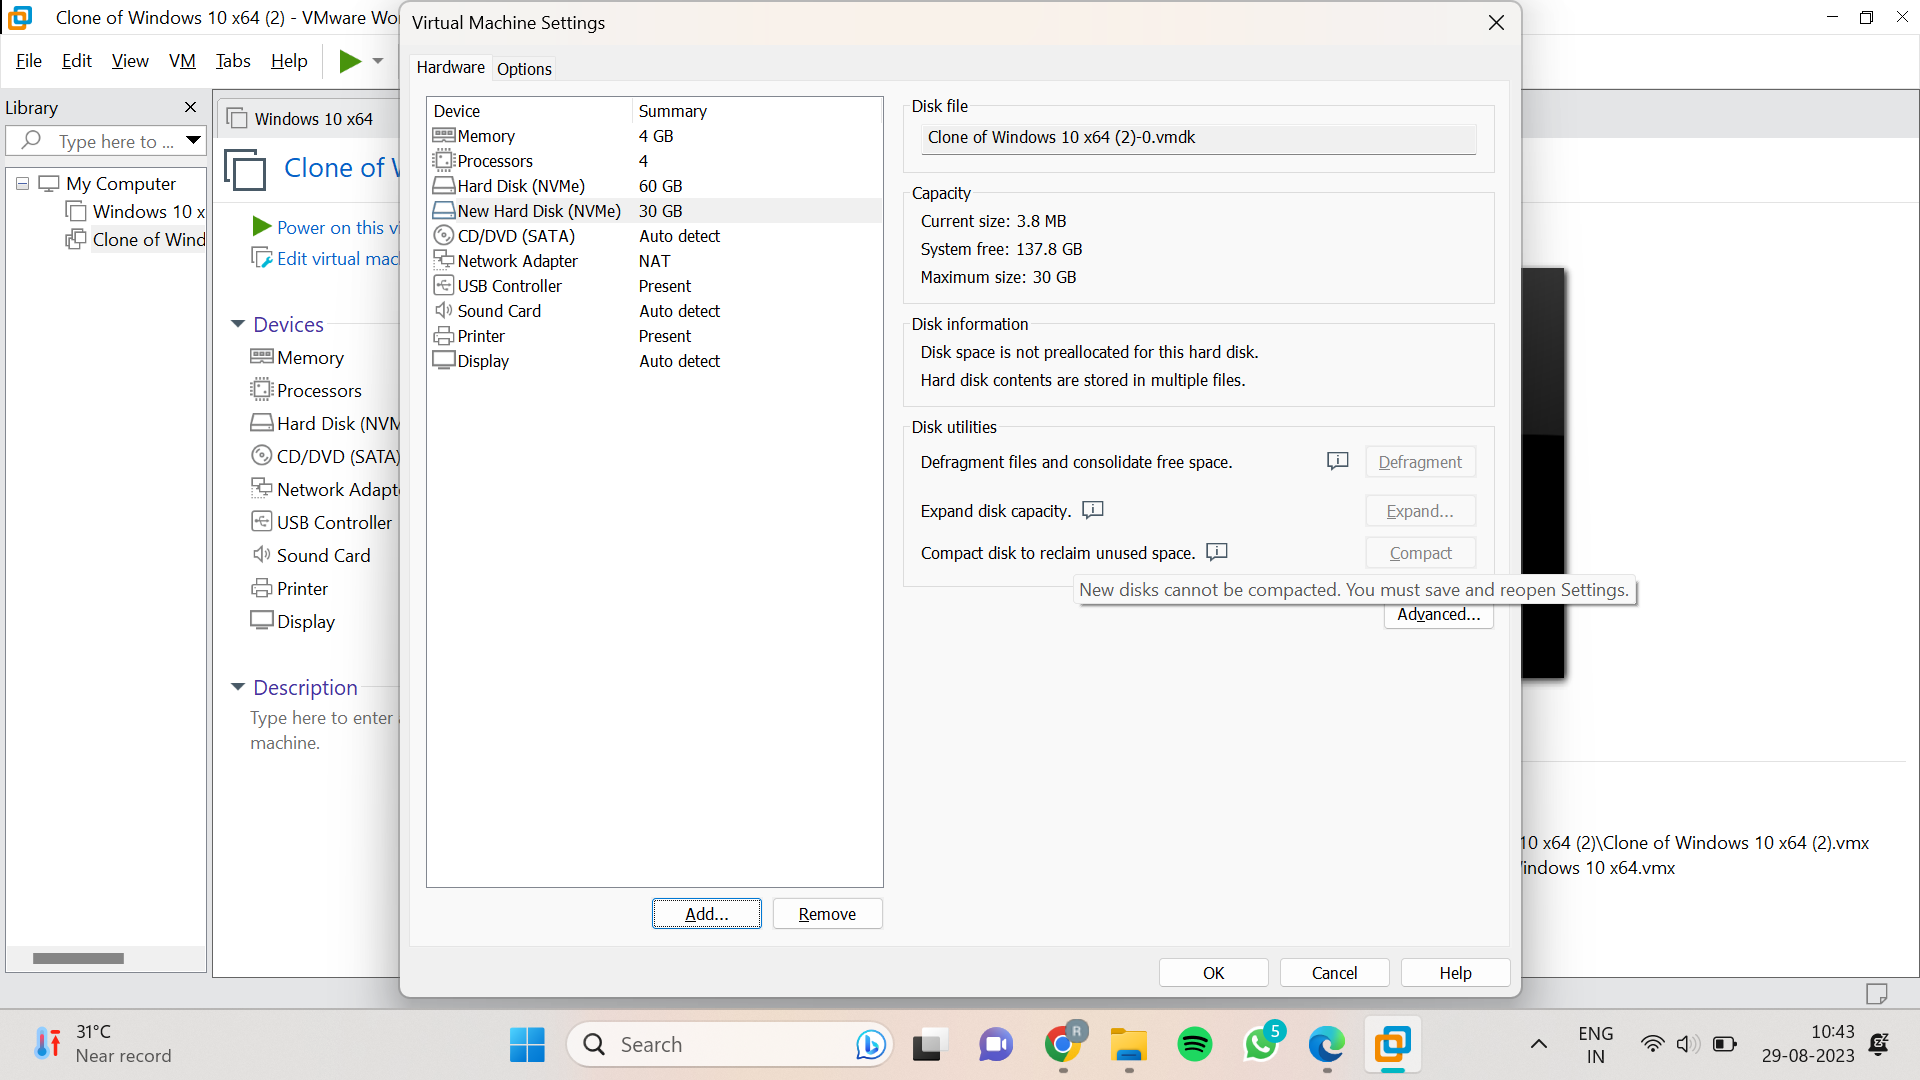 Clone of Windows 10 x64 (2) - VMware Wo
File Edit View VM Tabs Help
Library
Type here to ...
My Computer
Windows 10 x
Clone of Wind
Windows 10 x64
Clone of
Power on this vi
Edit virtual mac
Devices
Memory
Processors
Hard Disk (NVM
CD/DVD (SATA)
Network Adapt
USB Controller
Sound Card
Printer
Display
Description
Type here to enter
machine.
Virtual Machine Settings
Hardware Options
Device Summary
Memory 4 GB
Processors 4
Hard Disk (NVMe) 60 GB
New Hard Disk (NVMe) 30 GB
CD/DVD (SATA) Auto detect
Network Adapter NAT
USB Controller Present
Sound Card Auto detect
Printer Present
Display Auto detect
Add... Remove
Disk file
Clone of Windows 10 x64 (2)-0.vmdk
Capacity
Current size: 3.8 MB
System free: 137.8 GB
Maximum size: 30 GB
Disk information
Disk space is not preallocated for this hard disk.
Hard disk contents are stored in multiple files.
Disk utilities
Defragment files and consolidate free space. Defragment
Expand disk capacity. Expand...
Compact disk to reclaim unused space. Compact
New disks cannot be compacted. You must save and reopen Settings.
Advanced...
OK Cancel Help
10 x64 (2)\Clone of Windows 10 x64 (2).vmx
indows 10 x64.vmx
31°C
Near record
Search
R
5
ENG
IN
10:43
29-08-2023